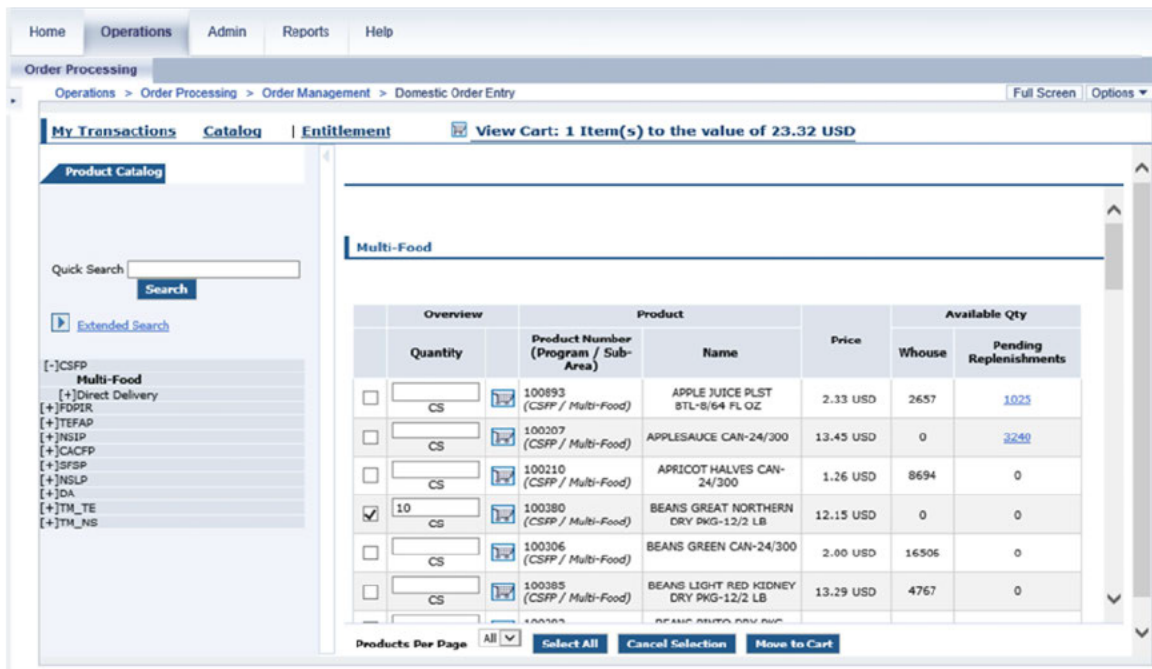 Home Operations Admin Reports Help
Order Processing
Operations > Order Processing > Order Management > Domestic Order Entry Full Screen Options
My Transactions Catalog | Entitlement View Cart: 1 Item(s) to the value of 23.32 USD
Product Catalog
Multi-Food
Quick Search
Search
Extended Search
[-]CSFP
Multi-Food
[+]Direct Delivery
[+]FDPIR
[+]TEFAP
[+]NSIP
[+]CACFP
[+]SFSP
[+]NSLP
[+]DA
[+]TM_TE
[+]TM_NS
Overview Product Price Available Qty
Quantity Product Number (Program / Sub-Area) Name Whouse Pending Replenishments
CS 100893 (CSFP / Multi-Food) APPLE JUICE PLST BTL-8/64 FL OZ 2.33 USD 2657 1025
CS 100207 (CSFP / Multi-Food) APPLESAUCE CAN-24/300 13.45 USD 0 3240
CS 100210 (CSFP / Multi-Food) APRICOT HALVES CAN-24/300 1.26 USD 8694 0
10 CS 100380 (CSFP / Multi-Food) BEANS GREAT NORTHERN DRY PKG-12/2 LB 12.15 USD 0 0
CS 100306 (CSFP / Multi-Food) BEANS GREEN CAN-24/300 2.00 USD 16506 0
CS 100385 (CSFP / Multi-Food) BEANS LIGHT RED KIDNEY DRY PKG-12/2 LB 13.29 USD 4767 0
Products Per Page All Select All Cancel Selection Move to Cart